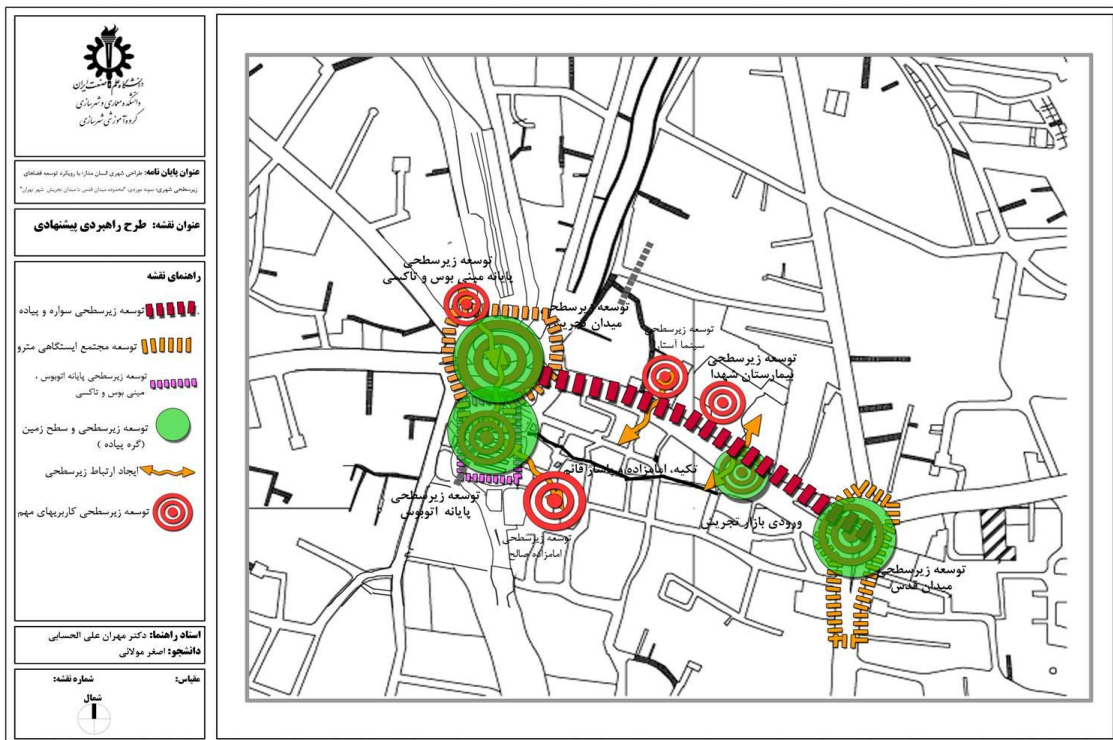 دانشگاه علم و صنعت ایران
دانشکده معماری و شهرسازی
گروه آموزشی شهرسازی
عنوان پایان نامه: طراحی شهری انسان مدار؛ با رویکرد توسعه فضاهای
زیرسطحی شهری؛ نمونه موردی: "محدوده میدان قدس تا میدان تجریش، شهر تهران"
عنوان نقشه: طرح راهبردی پیشنهادی
راهنمای نقشه
توسعه زیرسطحی سواره و پیاده
توسعه مجتمع ایستگاهی مترو
توسعه زیرسطحی پایانه اتوبوس ،
مینی بوس و تاکسی
توسعه زیرسطحی و سطح زمین
(گره پیاده )
ایجاد ارتباط زیرسطحی
توسعه زیرسطحی کاربریهای مهم
استاد راهنما: دکتر مهران علی الحسابی
دانشجو: اصغر مولائی
مقیاس:
شماره نقشه:
شمال
توسعه زیرسطحی
پایانه مینی بوس و تاکسی
توسعه زیرسطحی
میدان تجریش
توسعه زیرسطحی
سینما آستارا
توسعه زیرسطحی
بیمارستان شهدا
تکیه، امامزاده و پاساژ قائم
توسعه زیرسطحی
پایانه اتوبوس
ورودی بازار تجریش
توسعه زیرسطحی
امامزاده صالح
توسعه زیرسطحی
میدان قدس